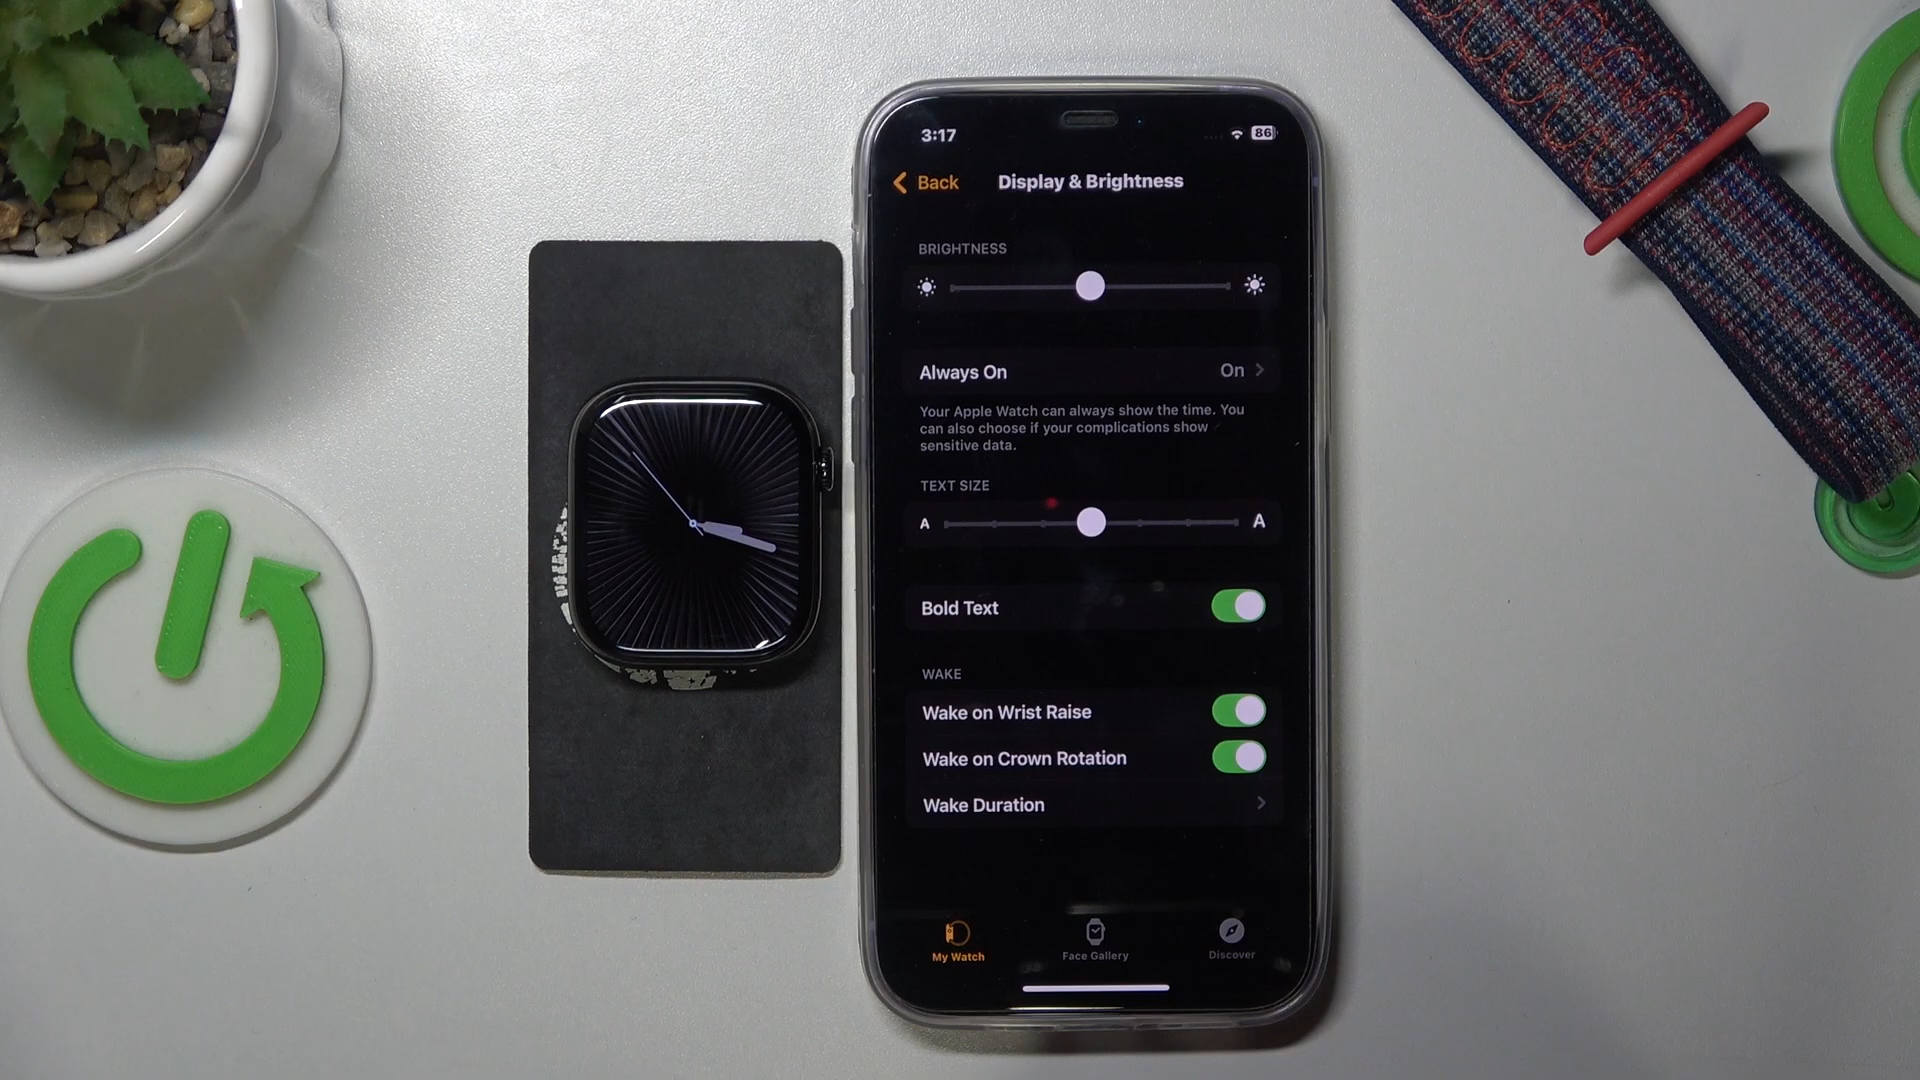 3:17
86
Back
Display & Brightness
BRIGHTNESS
Always On
On
Your Apple Watch can always show the time. You
can also choose if your complications show
sensitive data.
TEXT SIZE
A
A
Bold Text
WAKE
Wake on Wrist Raise
Wake on Crown Rotation
Wake Duration
My Watch
Face Gallery
Discover